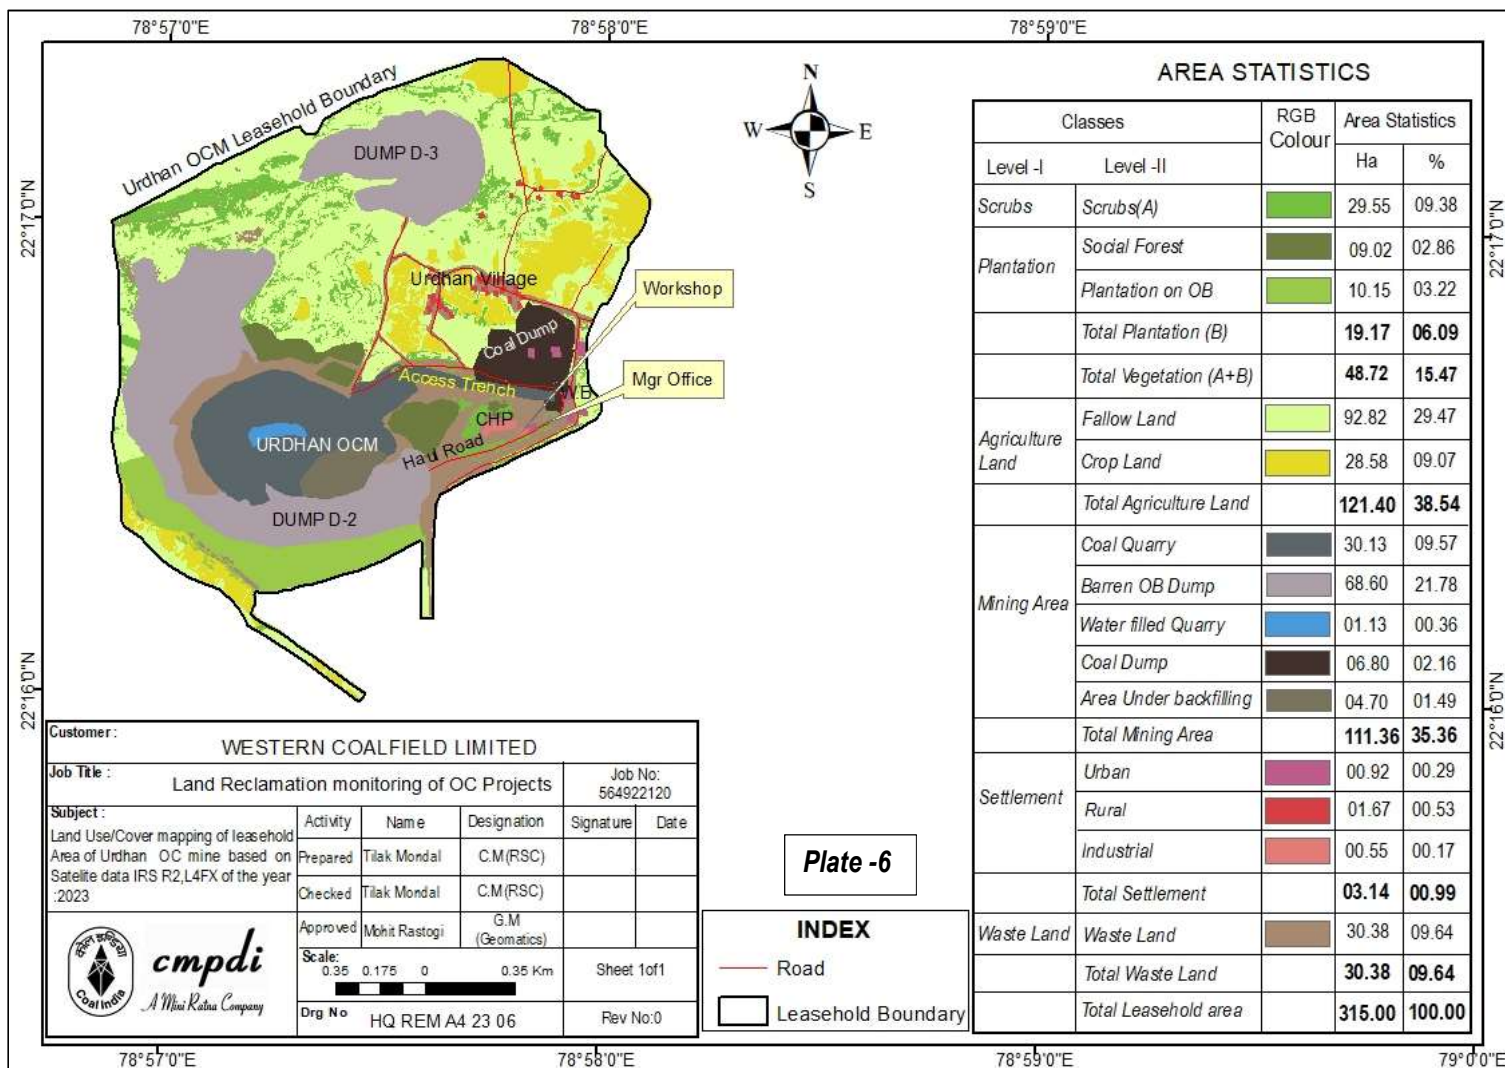 78°57'0"E
78°58'0"E
78°59'0"E
22°17'0"N
22°16'0"N
Urdhan OCM Leasehold Boundary
DUMP D-3
Urdhan Village
Workshop
Coal Dump
Mgr Office
Access Trench
W.B
CHP
URDHAN OCM
Haul Road
DUMP D-2
N
W
E
S
AREA STATISTICS
Classes RGB Colour Area Statistics
Level -I Level -II Ha %
Scrubs Scrubs(A) 29.55 09.38
Plantation Social Forest 09.02 02.86
Plantation on OB 10.15 03.22
Total Plantation (B) 19.17 06.09
Total Vegetation (A+B) 48.72 15.47
Agriculture Land Fallow Land 92.82 29.47
Crop Land 28.58 09.07
Total Agriculture Land 121.40 38.54
Mining Area Coal Quarry 30.13 09.57
Barren OB Dump 68.60 21.78
Water filled Quarry 01.13 00.36
Coal Dump 06.80 02.16
Area Under backfilling 04.70 01.49
Total Mining Area 111.36 35.36
Settlement Urban 00.92 00.29
Rural 01.67 00.53
Industrial 00.55 00.17
Total Settlement 03.14 00.99
Waste Land Waste Land 30.38 09.64
Total Waste Land 30.38 09.64
Total Leasehold area 315.00 100.00
22°17'0"N
22°16'0"N
Customer :
WESTERN COALFIELD LIMITED
Job Title :
Land Reclamation monitoring of OC Projects
Job No:
564922120
Subject :
Land Use/Cover mapping of leasehold
Area of Urdhan OC mine based on
Satelite data IRS R2,L4FX of the year
:2023
Activity Name Designation Signature Date
Prepared Tilak Mondal C.M(RSC)
Checked Tilak Mondal C.M(RSC)
Approved Mohit Rastogi G.M (Geomatics)
Scale:
0.35 0.175 0 0.35 Km
Sheet 1of1
Drg No HQ REM A4 23 06
Rev No:0
कोल इण्डिया
Coal India
cmpdi
A Mini Ratna Company
Plate -6
INDEX
Road
Leasehold Boundary
78°57'0"E
78°58'0"E
78°59'0"E
79°0'0"E